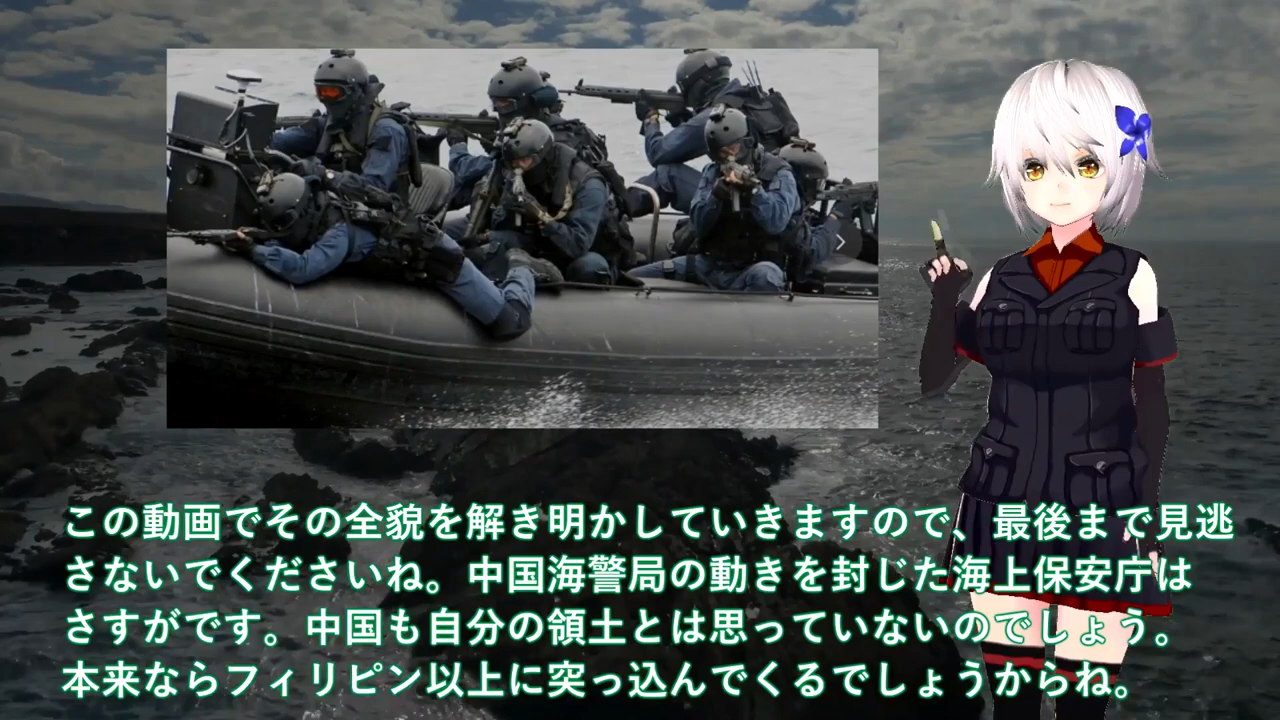 この動画でその全貌を解き明かしていきますので、最後まで見逃
さないでくださいね。中国海警局の動きを封じた海上保安庁は
さすがです。中国も自分の領土とは思っていないのでしょう。
本来ならフィリピン以上に突っ込んでくるでしょうからね。